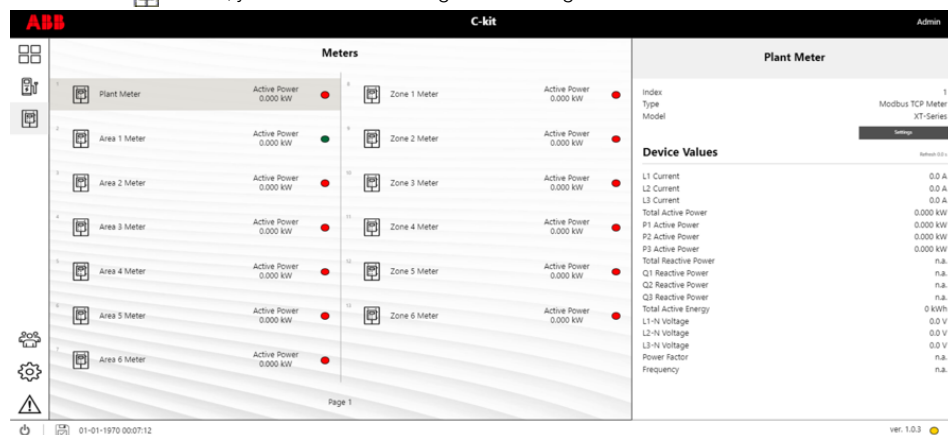 ABB
C-kit
Admin
Meters
1
Plant Meter
Active Power
0.000 kW
2
Area 1 Meter
Active Power
0.000 kW
3
Area 2 Meter
Active Power
0.000 kW
4
Area 3 Meter
Active Power
0.000 kW
Area 4 Meter
Active Power
0.000 kW
Area 5 Meter
Active Power
0.000 kW
Area 6 Meter
Active Power
0.000 kW
Zone 1 Meter
Active Power
0.000 kW
Zone 2 Meter
Active Power
0.000 kW
10
Zone 3 Meter
Active Power
0.000 kW
11
Zone 4 Meter
Active Power
0.000 kW
12
Zone 5 Meter
Active Power
0.000 kW
13
Zone 6 Meter
Active Power
0.000 kW
Page 1
Plant Meter
Index 1
Type Modbus TCP Meter
Model XT-Series
Settings
Device Values Refresh 0.0 s
L1 Current 0.0 A
L2 Current 0.0 A
L3 Current 0.0 A
Total Active Power 0.000 kW
P1 Active Power 0.000 kW
P2 Active Power 0.000 kW
P3 Active Power 0.000 kW
Total Reactive Power n.a.
Q1 Reactive Power n.a.
Q2 Reactive Power n.a.
Q3 Reactive Power n.a.
Total Active Energy 0 kWh
L1-N Voltage 0.0 V
L2-N Voltage 0.0 V
L3-N Voltage 0.0 V
Power Factor n.a.
Frequency n.a.
01-01-1970 00:07:12
ver. 1.0.3